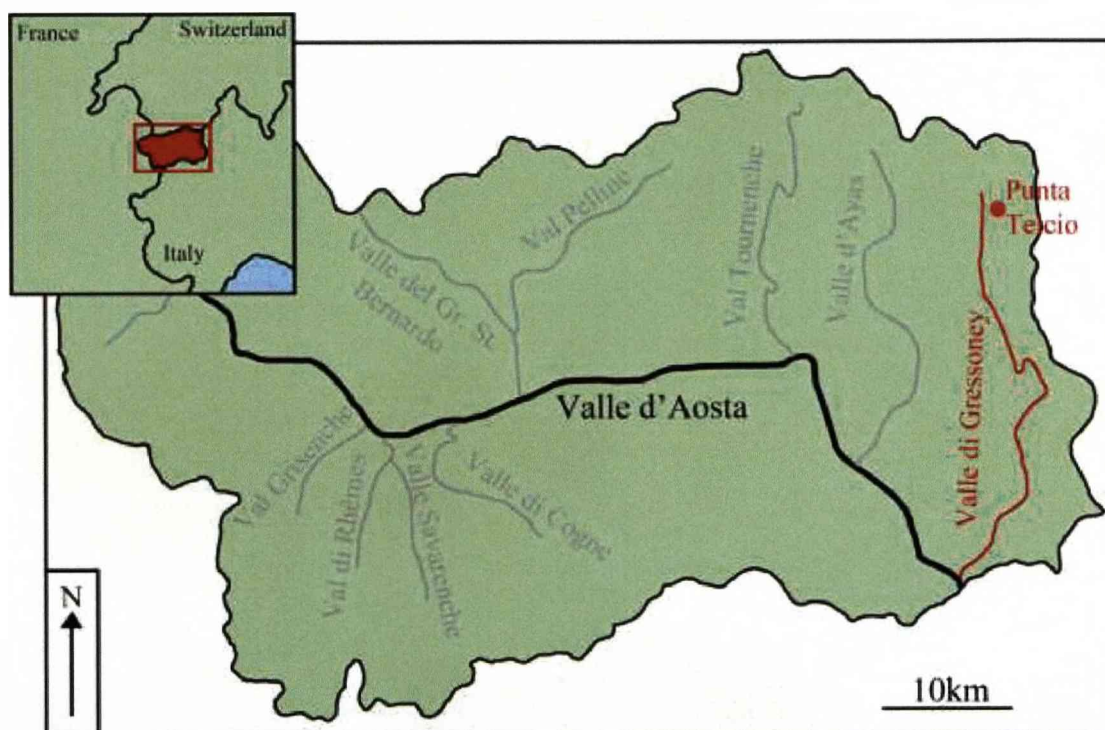 France
Switzerland
Italy
Valle del Gr. St.
Bernardo
Val Pelline
Val Tournenche
Valle d'Ayas
Punta
Telcio
Valle di Gressoney
Valle d'Aosta
Val Grisenche
Val di Rhêmes
Valle Savarenche
Valle di Cogne
N
10km